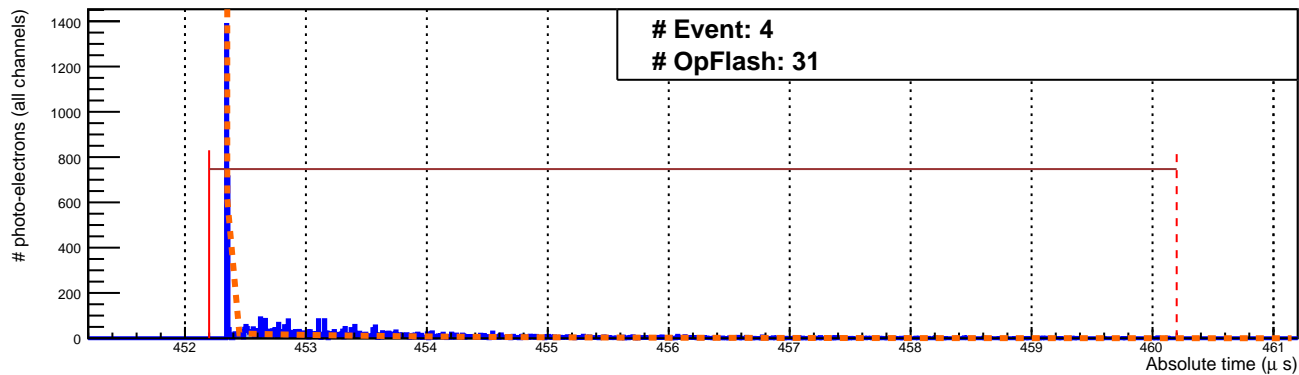 # Event: 4
# OpFlash: 31
# photo-electrons (all channels)
1400
1200
1000
800
600
400
200
0
452 453 454 455 456 457 458 459 460 461
Absolute time (μ s)